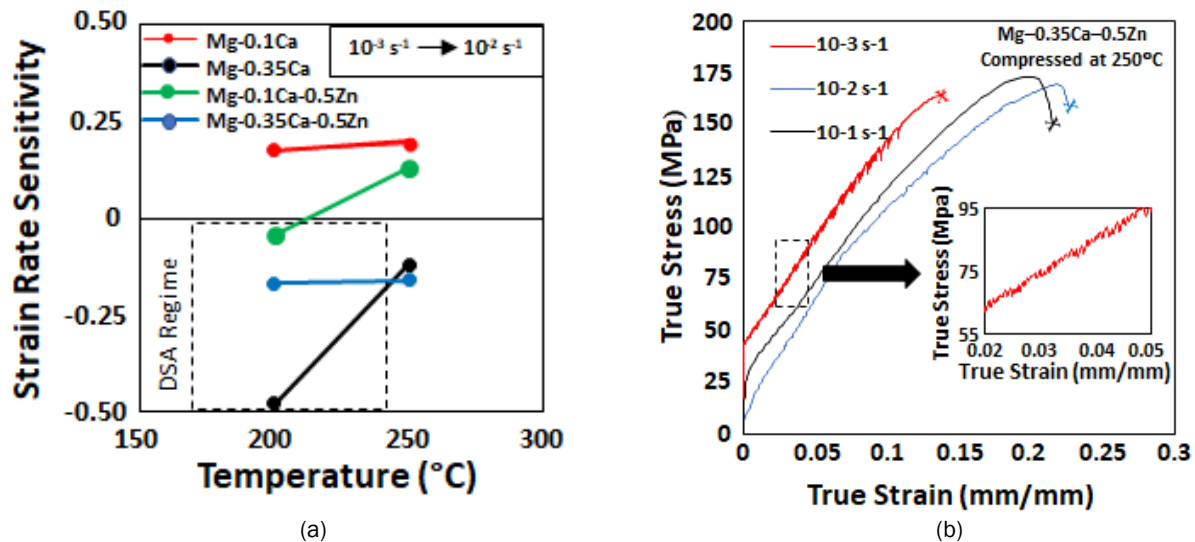 0.50
0.25
0
-0.25
-0.50
Strain Rate Sensitivity
Mg-0.1Ca
Mg-0.35Ca
Mg-0.1Ca-0.5Zn
Mg-0.35Ca-0.5Zn
10⁻³ s⁻¹ → 10⁻² s⁻¹
DSA Regime
150 200 250 300
Temperature (°C)
(a)
200
175
150
125
100
75
50
25
0
True Stress (MPa)
10-3 s-1
10-2 s-1
10-1 s-1
Mg–0.35Ca–0.5Zn
Compressed at 250ºC
95
75
55
True Stress (Mpa)
0.02 0.03 0.04 0.05
True Strain (mm/mm)
0 0.05 0.1 0.15 0.2 0.25 0.3
True Strain (mm/mm)
(b)